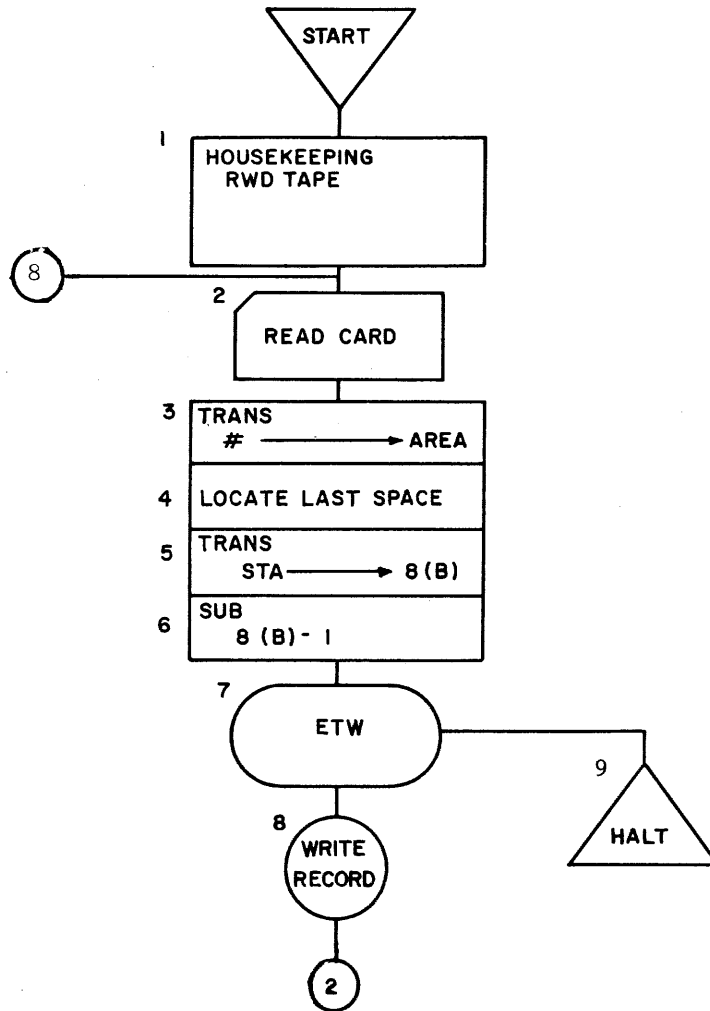 START
1
HOUSEKEEPING
RWD TAPE
8
2
READ CARD
3
TRANS
# → AREA
4
LOCATE LAST SPACE
5
TRANS
STA → 8 (B)
6
SUB
8 (B) - 1
7
ETW
9
HALT
8
WRITE
RECORD
2